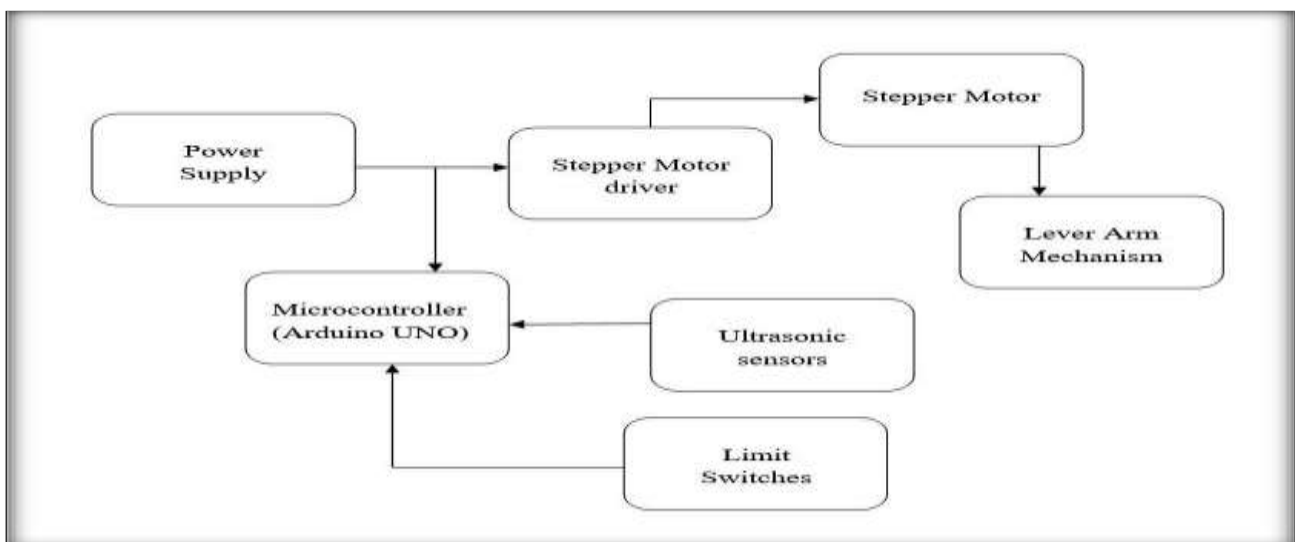 Stepper Motor
Power
Supply
Stepper Motor
driver
Lever Arm
Mechanism
Microcontroller
(Arduino UNO)
Ultrasonic
sensors
Limit
Switches